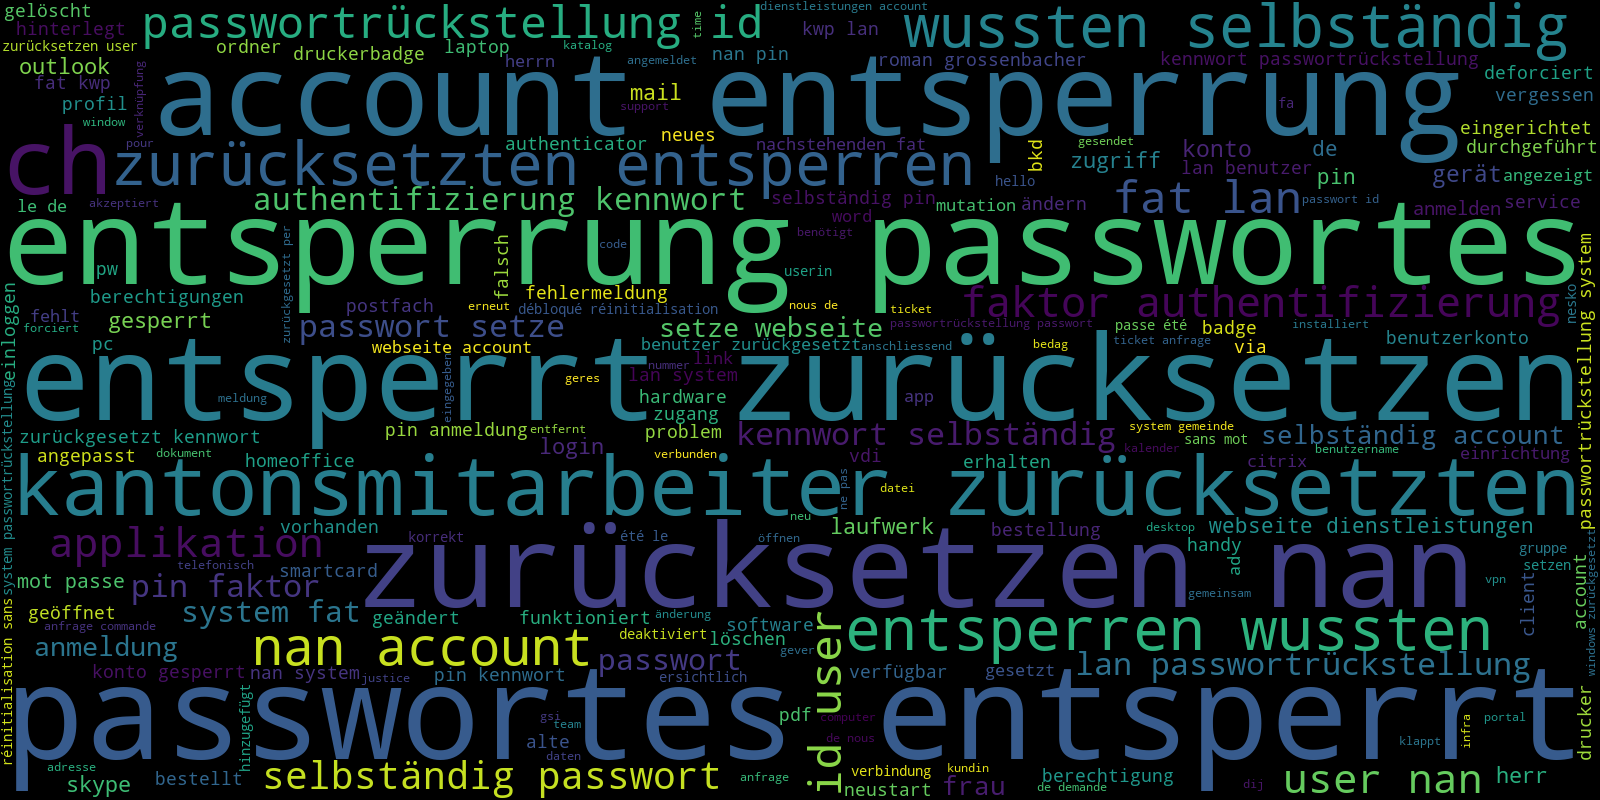 gelöscht
passwortrückstellung id
time
dienstleistungen account
kwp lan
wussten selbständig
hinterlegt
zurücksetzen user
ordner
druckerbadge
laptop
katalog
nan pin
outlook
herrn
angemeldet
roman grossenbacher
kennwort passwortrückstellung
fat kwp
verknüpfung
account entsperrung
deforciert
profil
mail
support
fa
vergessen
window
ch
pour
authenticator
neues
nachstehenden fat
bkd
gesendet
eingerichtet
durchgeführt
zurücksetzten entsperren
hello
zugriff
konto
de
lan benutzer
pin
gerät
angezeigt
le de
akzeptiert
authentifizierung kennwort
selbständig pin
word
benötigt
mutation
ändern
fat lan
passwort id
anmelden
service
entsperrung passwortes
pw
zurückgesetzt per
falsch
code
userin
berechtigungen
einloggen
fehlt
forciert
gesperrt
postfach
erneut
fehlermeldung
débloqué réinitialisation
nous de
ticket
faktor authentifizierung
nesko
passwort setze
setze webseite
passwortrückstellung passwort
passe été
badge
installiert
pc
webseite account
benutzer zurückgesetzt
anschliessend
bedag
ticket anfrage
via
benutzerkonto
entsperrt zurücksetzen
eingegeben
meldung
geres
nummer
link
lan system
hardware
app
zugang
zurückgesetzt kennwort
pin anmeldung
entfernt
problem
kennwort selbständig
system gemeinde
sans mot
selbständig account
angepasst
dokument
homeoffice
login
verbunden
vdi
erhalten
kalender
citrix
benutzername
einrichtung
kantonsmitarbeiter zurücksetzten
ne pas
datei
system passwortrückstellung
passwortrückstellung system
applikation
vorhanden
korrekt
été le
neu
öffnen
laufwerk
bestellung
desktop
webseite dienstleistungen
handy
ad
gruppe
setzen
telefonisch
zurücksetzen nan
mot passe
pin faktor
smartcard
vpn
gemeinsam
geöffnet
anfrage commande
system fat
geändert
funktioniert
änderung
deaktiviert
software
löschen
id user
entsperren wussten
client
account
windows zurückgesetzt
anmeldung
nan account
gever
konto gesperrt
nan system
justice
pin kennwort
passwort
ersichtlich
verfügbar
gesetzt
lan passwortrückstellung
réinitialisation sans
passwortes entsperrt
hinzugefügt
gsi
team
pdf
computer
de nous
infra
portal
drucker
alte
daten
klappt
adresse
skype
bestellt
selbständig passwort
anfrage
verbindung
neustart
kundin
frau
de demande
berechtigung
dij
user nan
herr